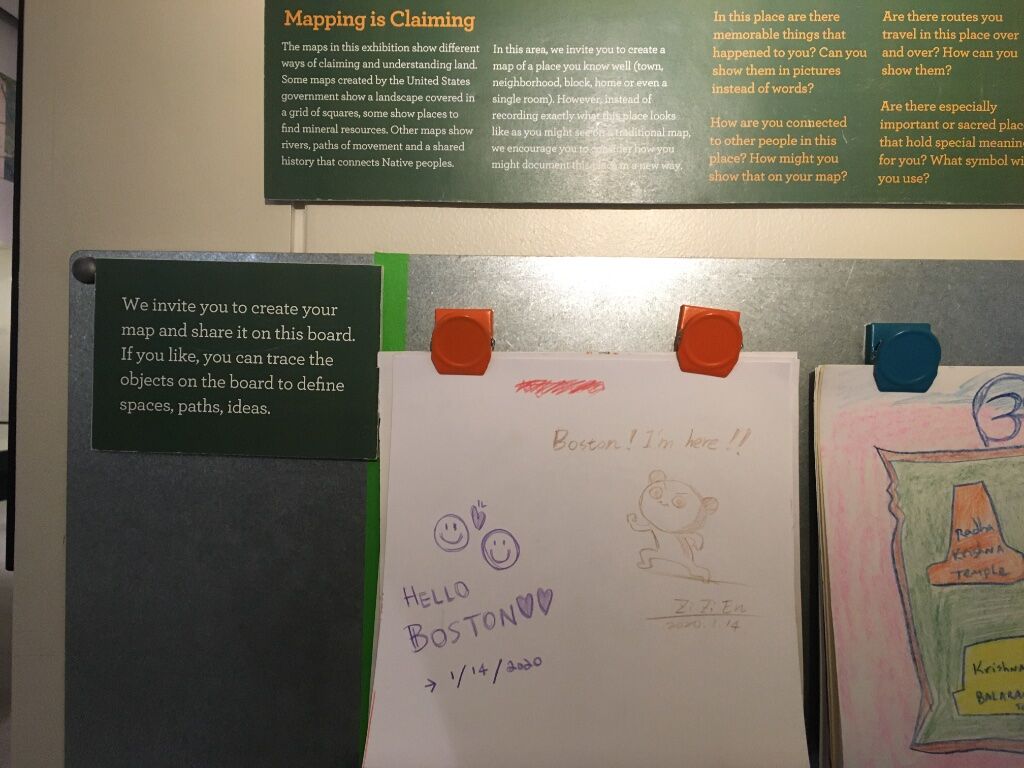 Mapping is Claiming
The maps in this exhibition show different
ways of claiming and understanding land.
Some maps created by the United States
government show a landscape covered in
a grid of squares, some show places to
find mineral resources. Other maps show
rivers, paths of movement and a shared
history that connects Native peoples.
In this area, we invite you to create a
map of a place you know well (town,
neighborhood, block, home or even a
single room). However, instead of
recording exactly what this place looks
like as you might see on a traditional map,
we encourage you to consider how you
might document this place in a new way.
In this place are there
memorable things that
happened to you? Can you
show them in pictures
instead of words?
How are you connected
to other people in this
place? How might you
show that on your map?
Are there routes you
travel in this place over
and over? How can you
show them?
Are there especially
important or sacred plac
that hold special meanin
for you? What symbol wi
you use?
We invite you to create your
map and share it on this board.
If you like, you can trace the
objects on the board to define
spaces, paths, ideas.
Boston! I'm here!!
HELLO
BOSTON
1/14/2020
Zi Zi En
2020.1.14
3
Radha
Krishna
Temple
Krishna
BALARA